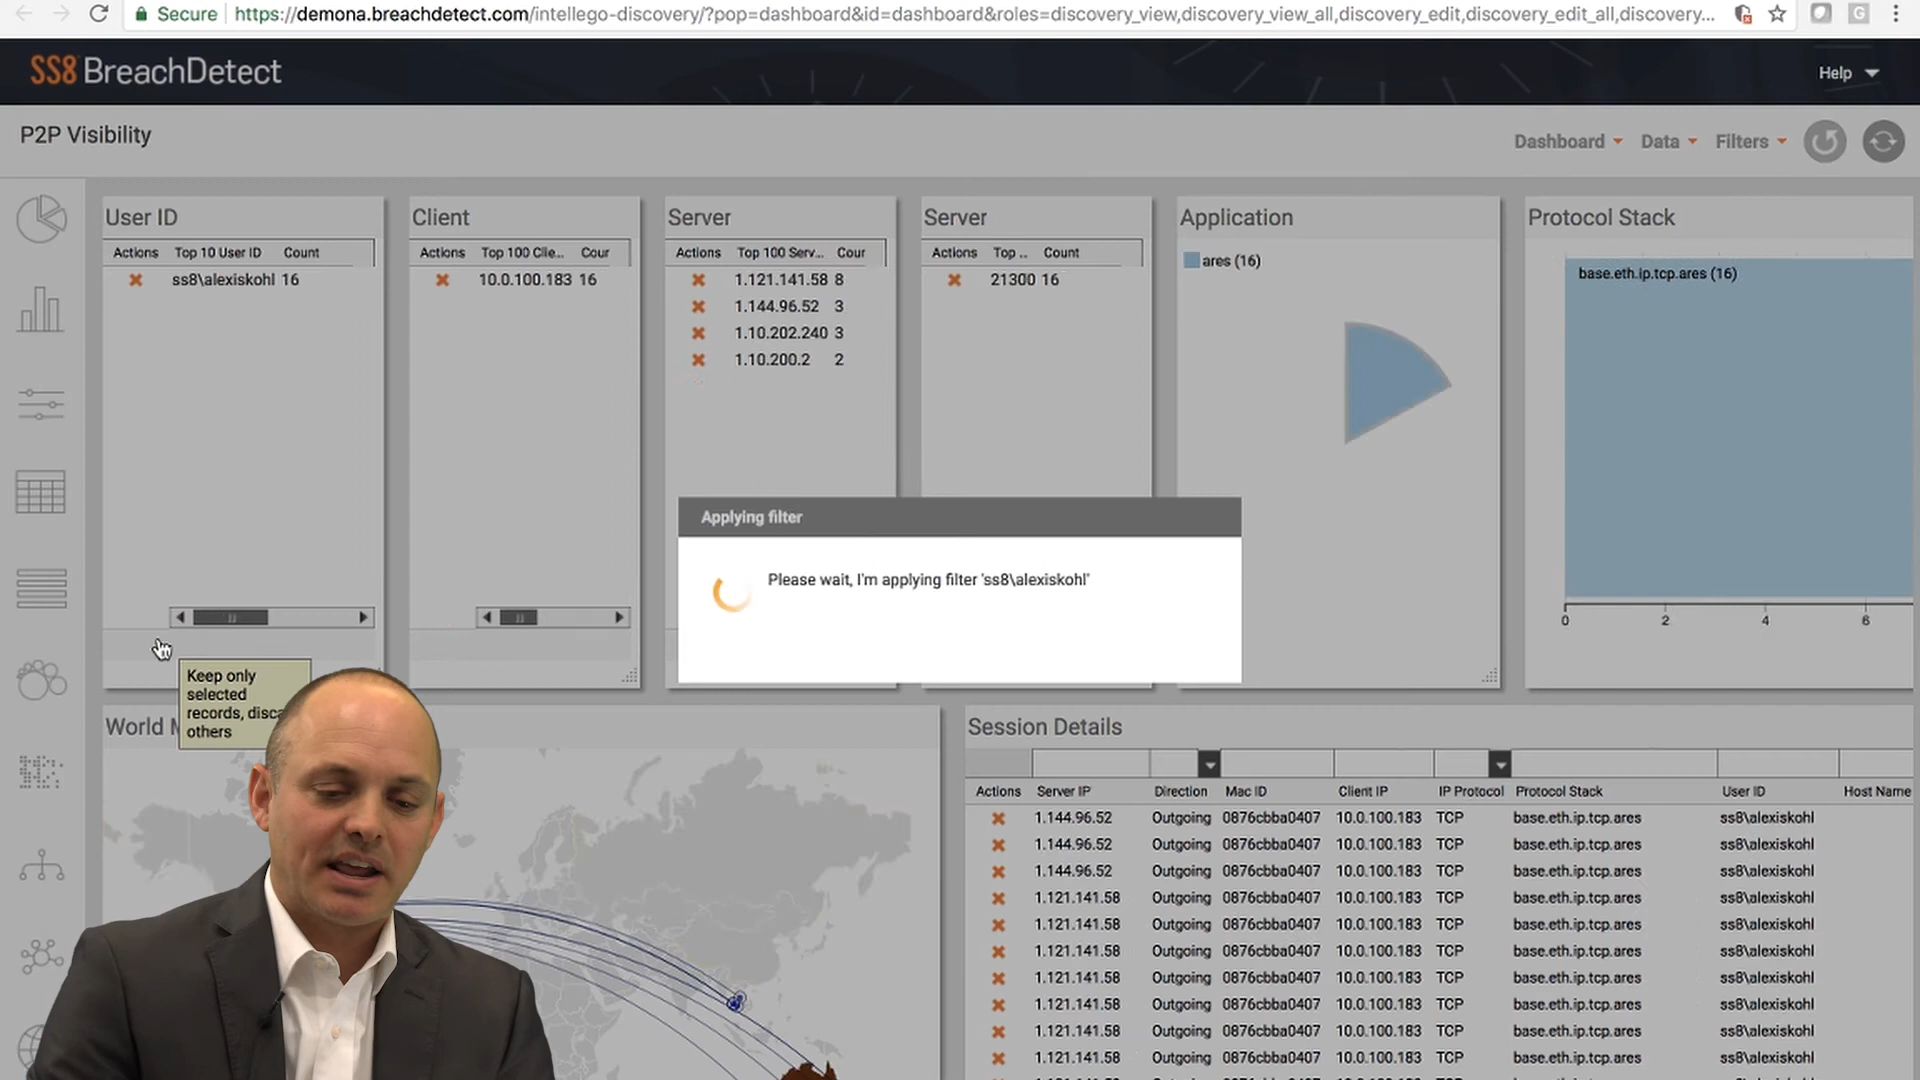 Secure https://demona.breachdetect.com/intellego-discovery/?pop=dashboard&id=dashboard&roles=discovery_view,discovery_view_all,discovery_edit,discovery_edit_all,discovery...
SS8 BreachDetect
Help
P2P Visibility
Dashboard Data Filters
User ID
Actions Top 10 User ID Count
ss8\alexiskohl 16
Client
Actions Top 100 Clie... Cour
10.0.100.183 16
Server
Actions Top 100 Serv... Cour
1.121.141.58 8
1.144.96.52 3
1.10.202.240 3
1.10.200.2 2
Server
Actions Top .. Count
21300 16
Application
ares (16)
Protocol Stack
base.eth.ip.tcp.ares (16)
0 2 4 6
Applying filter
Please wait, I'm applying filter 'ss8\alexiskohl'
Keep only
selected
records, disca
others
World M
Session Details
Actions Server IP Direction Mac ID Client IP IP Protocol Protocol Stack User ID Host Name
1.144.96.52 Outgoing 0876cbba0407 10.0.100.183 TCP base.eth.ip.tcp.ares ss8\alexiskohl
1.144.96.52 Outgoing 0876cbba0407 10.0.100.183 TCP base.eth.ip.tcp.ares ss8\alexiskohl
1.144.96.52 Outgoing 0876cbba0407 10.0.100.183 TCP base.eth.ip.tcp.ares ss8\alexiskohl
1.121.141.58 Outgoing 0876cbba0407 10.0.100.183 TCP base.eth.ip.tcp.ares ss8\alexiskohl
1.121.141.58 Outgoing 0876cbba0407 10.0.100.183 TCP base.eth.ip.tcp.ares ss8\alexiskohl
1.121.141.58 Outgoing 0876cbba0407 10.0.100.183 TCP base.eth.ip.tcp.ares ss8\alexiskohl
1.121.141.58 Outgoing 0876cbba0407 10.0.100.183 TCP base.eth.ip.tcp.ares ss8\alexiskohl
1.121.141.58 Outgoing 0876cbba0407 10.0.100.183 TCP base.eth.ip.tcp.ares ss8\alexiskohl
1.121.141.58 Outgoing 0876cbba0407 10.0.100.183 TCP base.eth.ip.tcp.ares ss8\alexiskohl
1.121.141.58 Outgoing 0876cbba0407 10.0.100.183 TCP base.eth.ip.tcp.ares ss8\alexiskohl